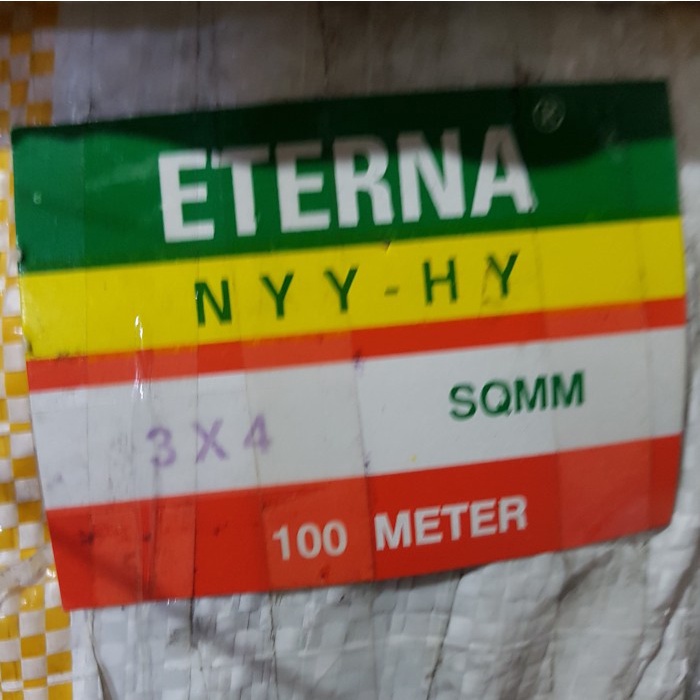 ETERNA ®
NYY-HY
3 X 4 SQMM
100 METER